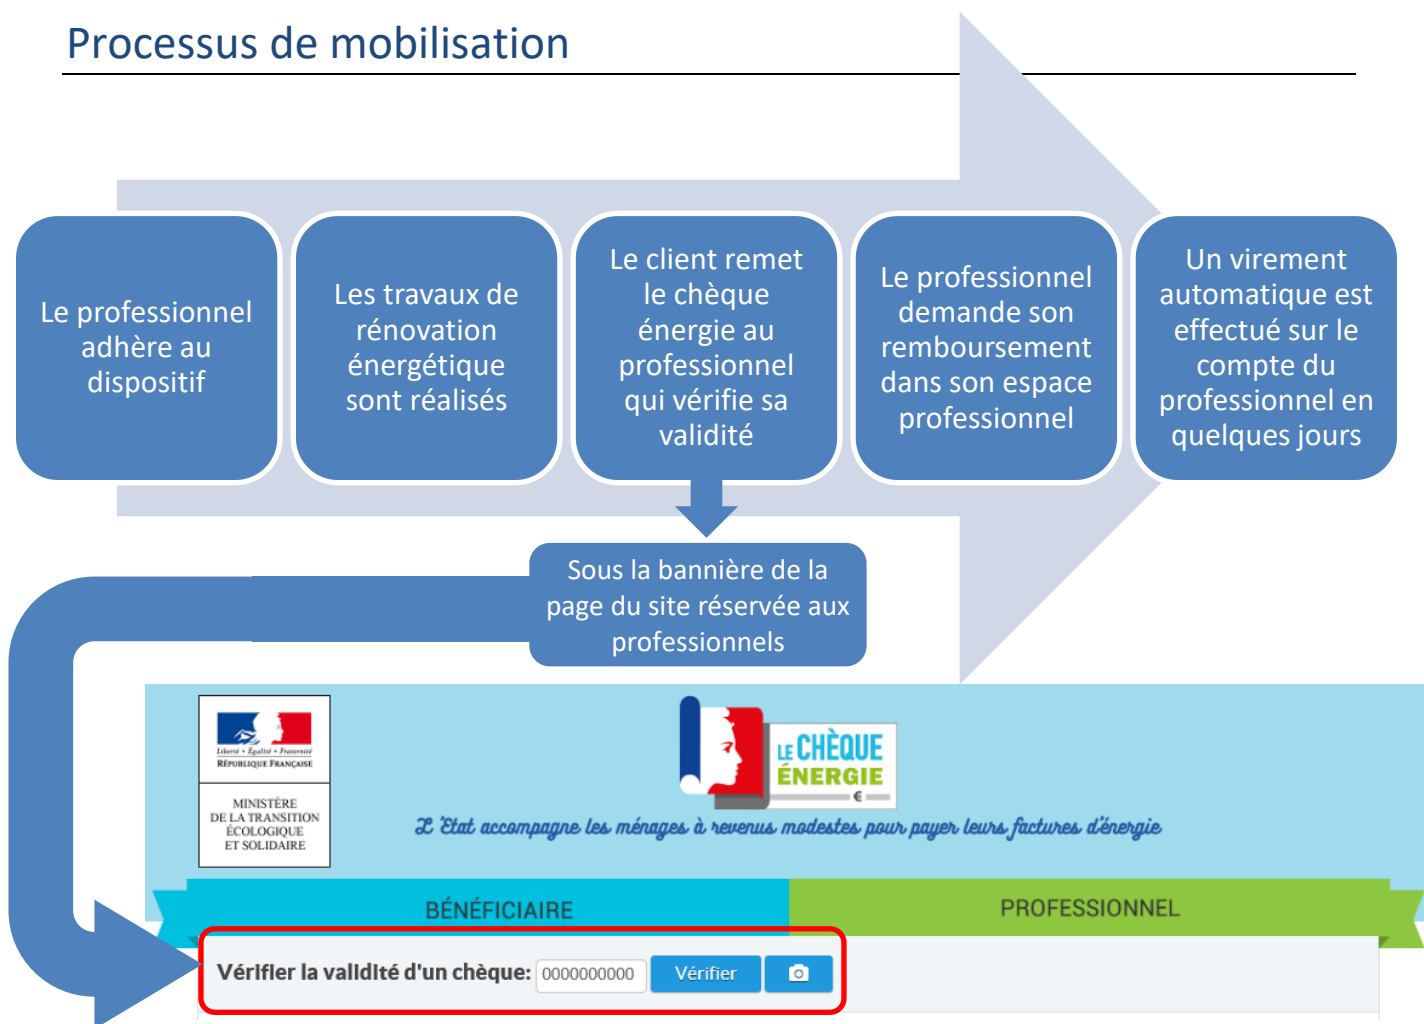 Processus de mobilisation
Le professionnel
adhère au
dispositif
Les travaux de
rénovation
énergétique
sont réalisés
Le client remet
le chèque
énergie au
professionnel
qui vérifie sa
validité
Le professionnel
demande son
remboursement
dans son espace
professionnel
Un virement
automatique est
effectué sur le
compte du
professionnel en
quelques jours
Sous la bannière de la
page du site réservée aux
professionnels
Liberté • Égalité • Fraternité
RÉPUBLIQUE FRANÇAISE
MINISTÈRE
DE LA TRANSITION
ÉCOLOGIQUE
ET SOLIDAIRE
LE CHÈQUE
ÉNERGIE
€
L'Etat accompagne les ménages à revenus modestes pour payer leurs factures d'énergie
BÉNÉFICIAIRE
PROFESSIONNEL
Vérifier la validité d'un chèque: 0000000000 Vérifier